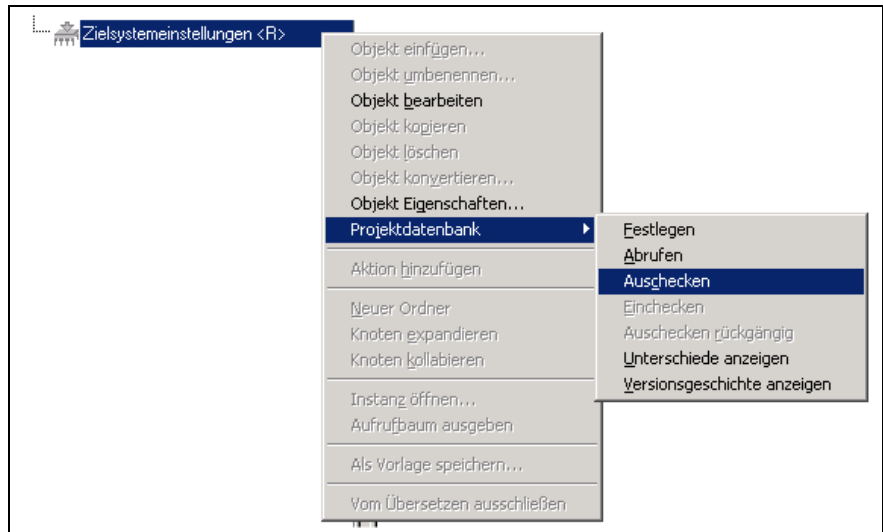 Zielsystemeinstellungen <R>
Objekt einfügen...
Objekt umbenennen...
Objekt bearbeiten
Objekt kopieren
Objekt löschen
Objekt konvertieren...
Objekt Eigenschaften...
Projektdatenbank
Aktion hinzufügen
Neuer Ordner
Knoten expandieren
Knoten kollabieren
Instanz öffnen...
Aufrufbaum ausgeben
Als Vorlage speichern...
Vom Übersetzen ausschließen
Festlegen
Abrufen
Auschecken
Einchecken
Auschecken rückgängig
Unterschiede anzeigen
Versionsgeschichte anzeigen